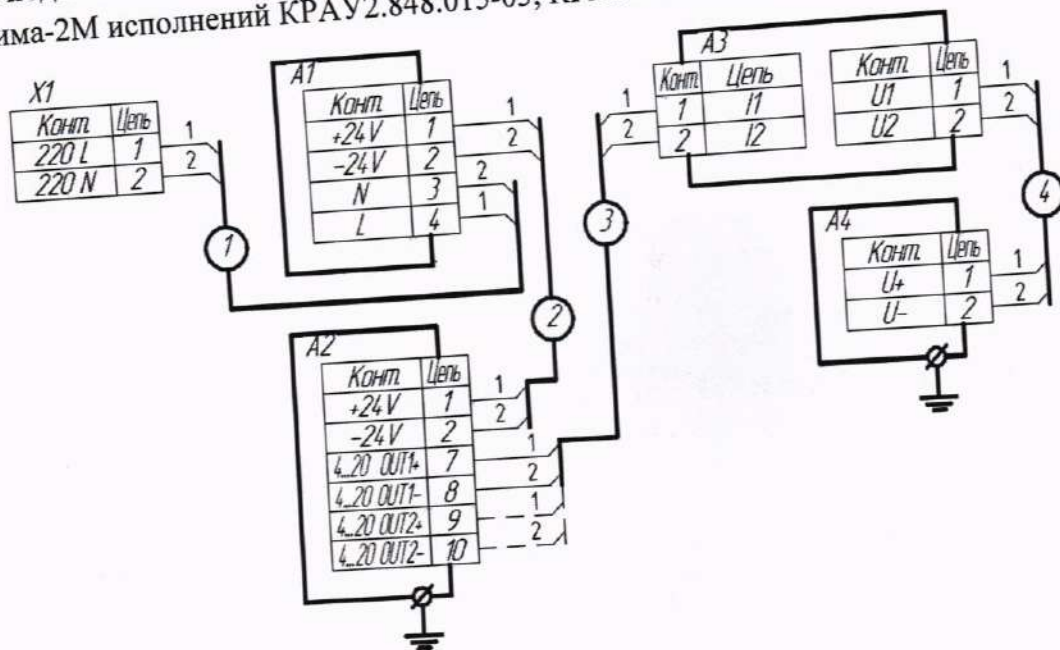 има-2М исполнений КРАУ2.848.015-03,
X1
Конт. Цепь
220 L 1
220 N 2
1
2
1
A1
Конт. Цепь
+24V 1
-24V 2
N 3
L 4
1
2
2
1
2
A2
Конт. Цепь
+24V 1
-24V 2
4...20 OUT1+ 7
4...20 OUT1- 8
4...20 OUT2+ 9
4...20 OUT2- 10
1
2
1
2
1
2
3
A3
Конт. Цепь
1 I1
2 I2
1
2
Конт. Цепь
U1 1
U2 2
1
2
4
A4
Конт. Цепь
U+ 1
U- 2
1
2